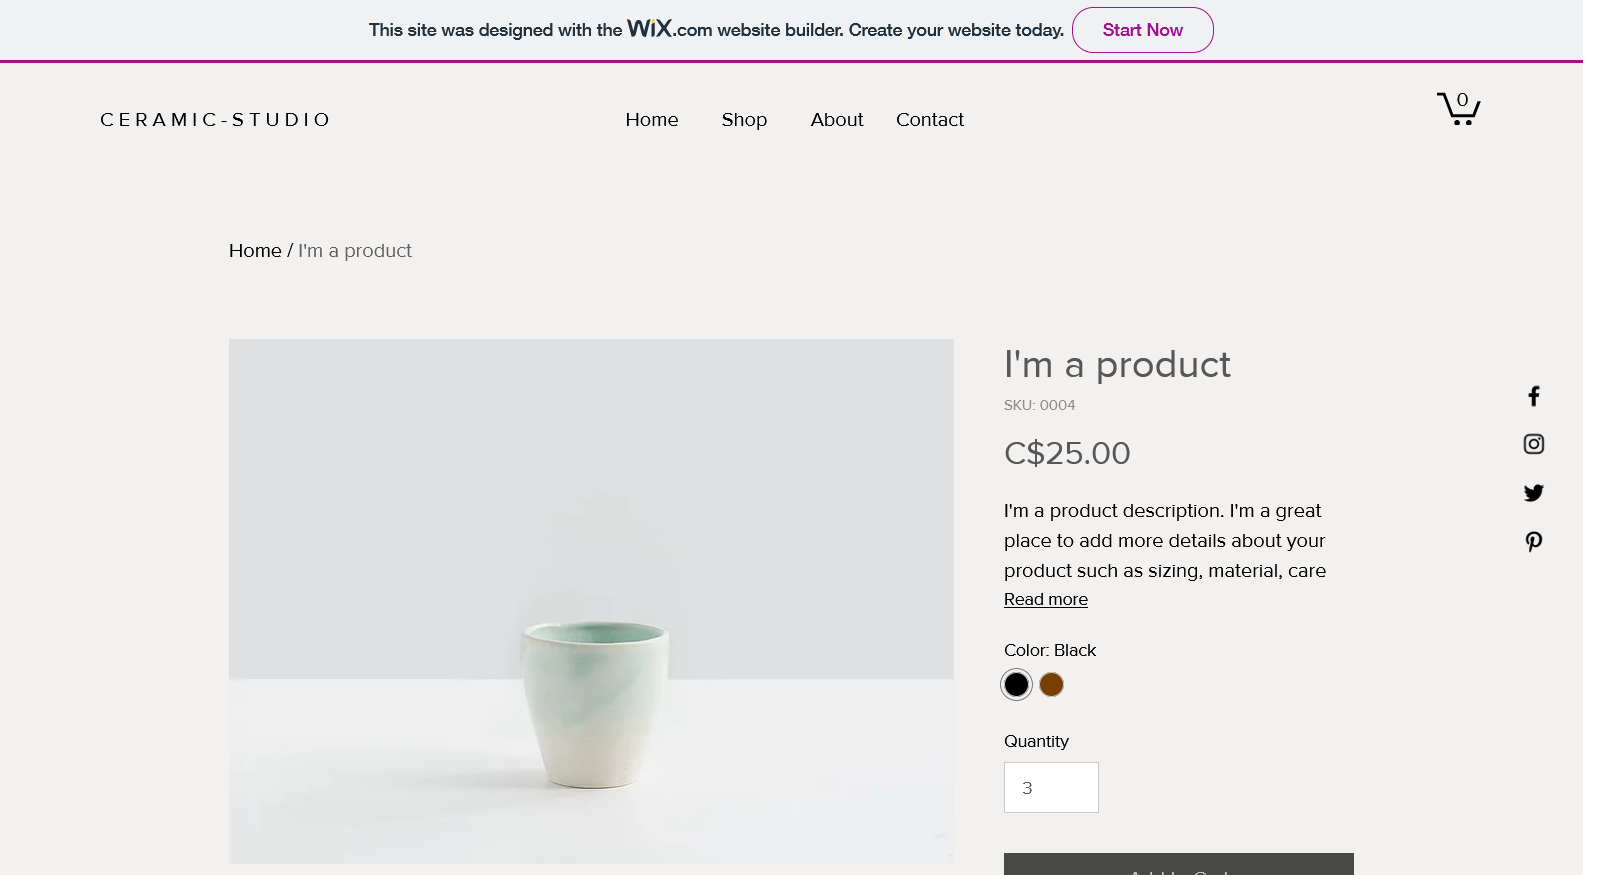 This site was designed with the WiX.com website builder. Create your website today. Start Now
CERAMIC-STUDIO
Home Shop About Contact
0
Home / I'm a product
I'm a product
SKU: 0004
C$25.00
I'm a product description. I'm a great
place to add more details about your
product such as sizing, material, care
Read more
Color: Black
Quantity
3